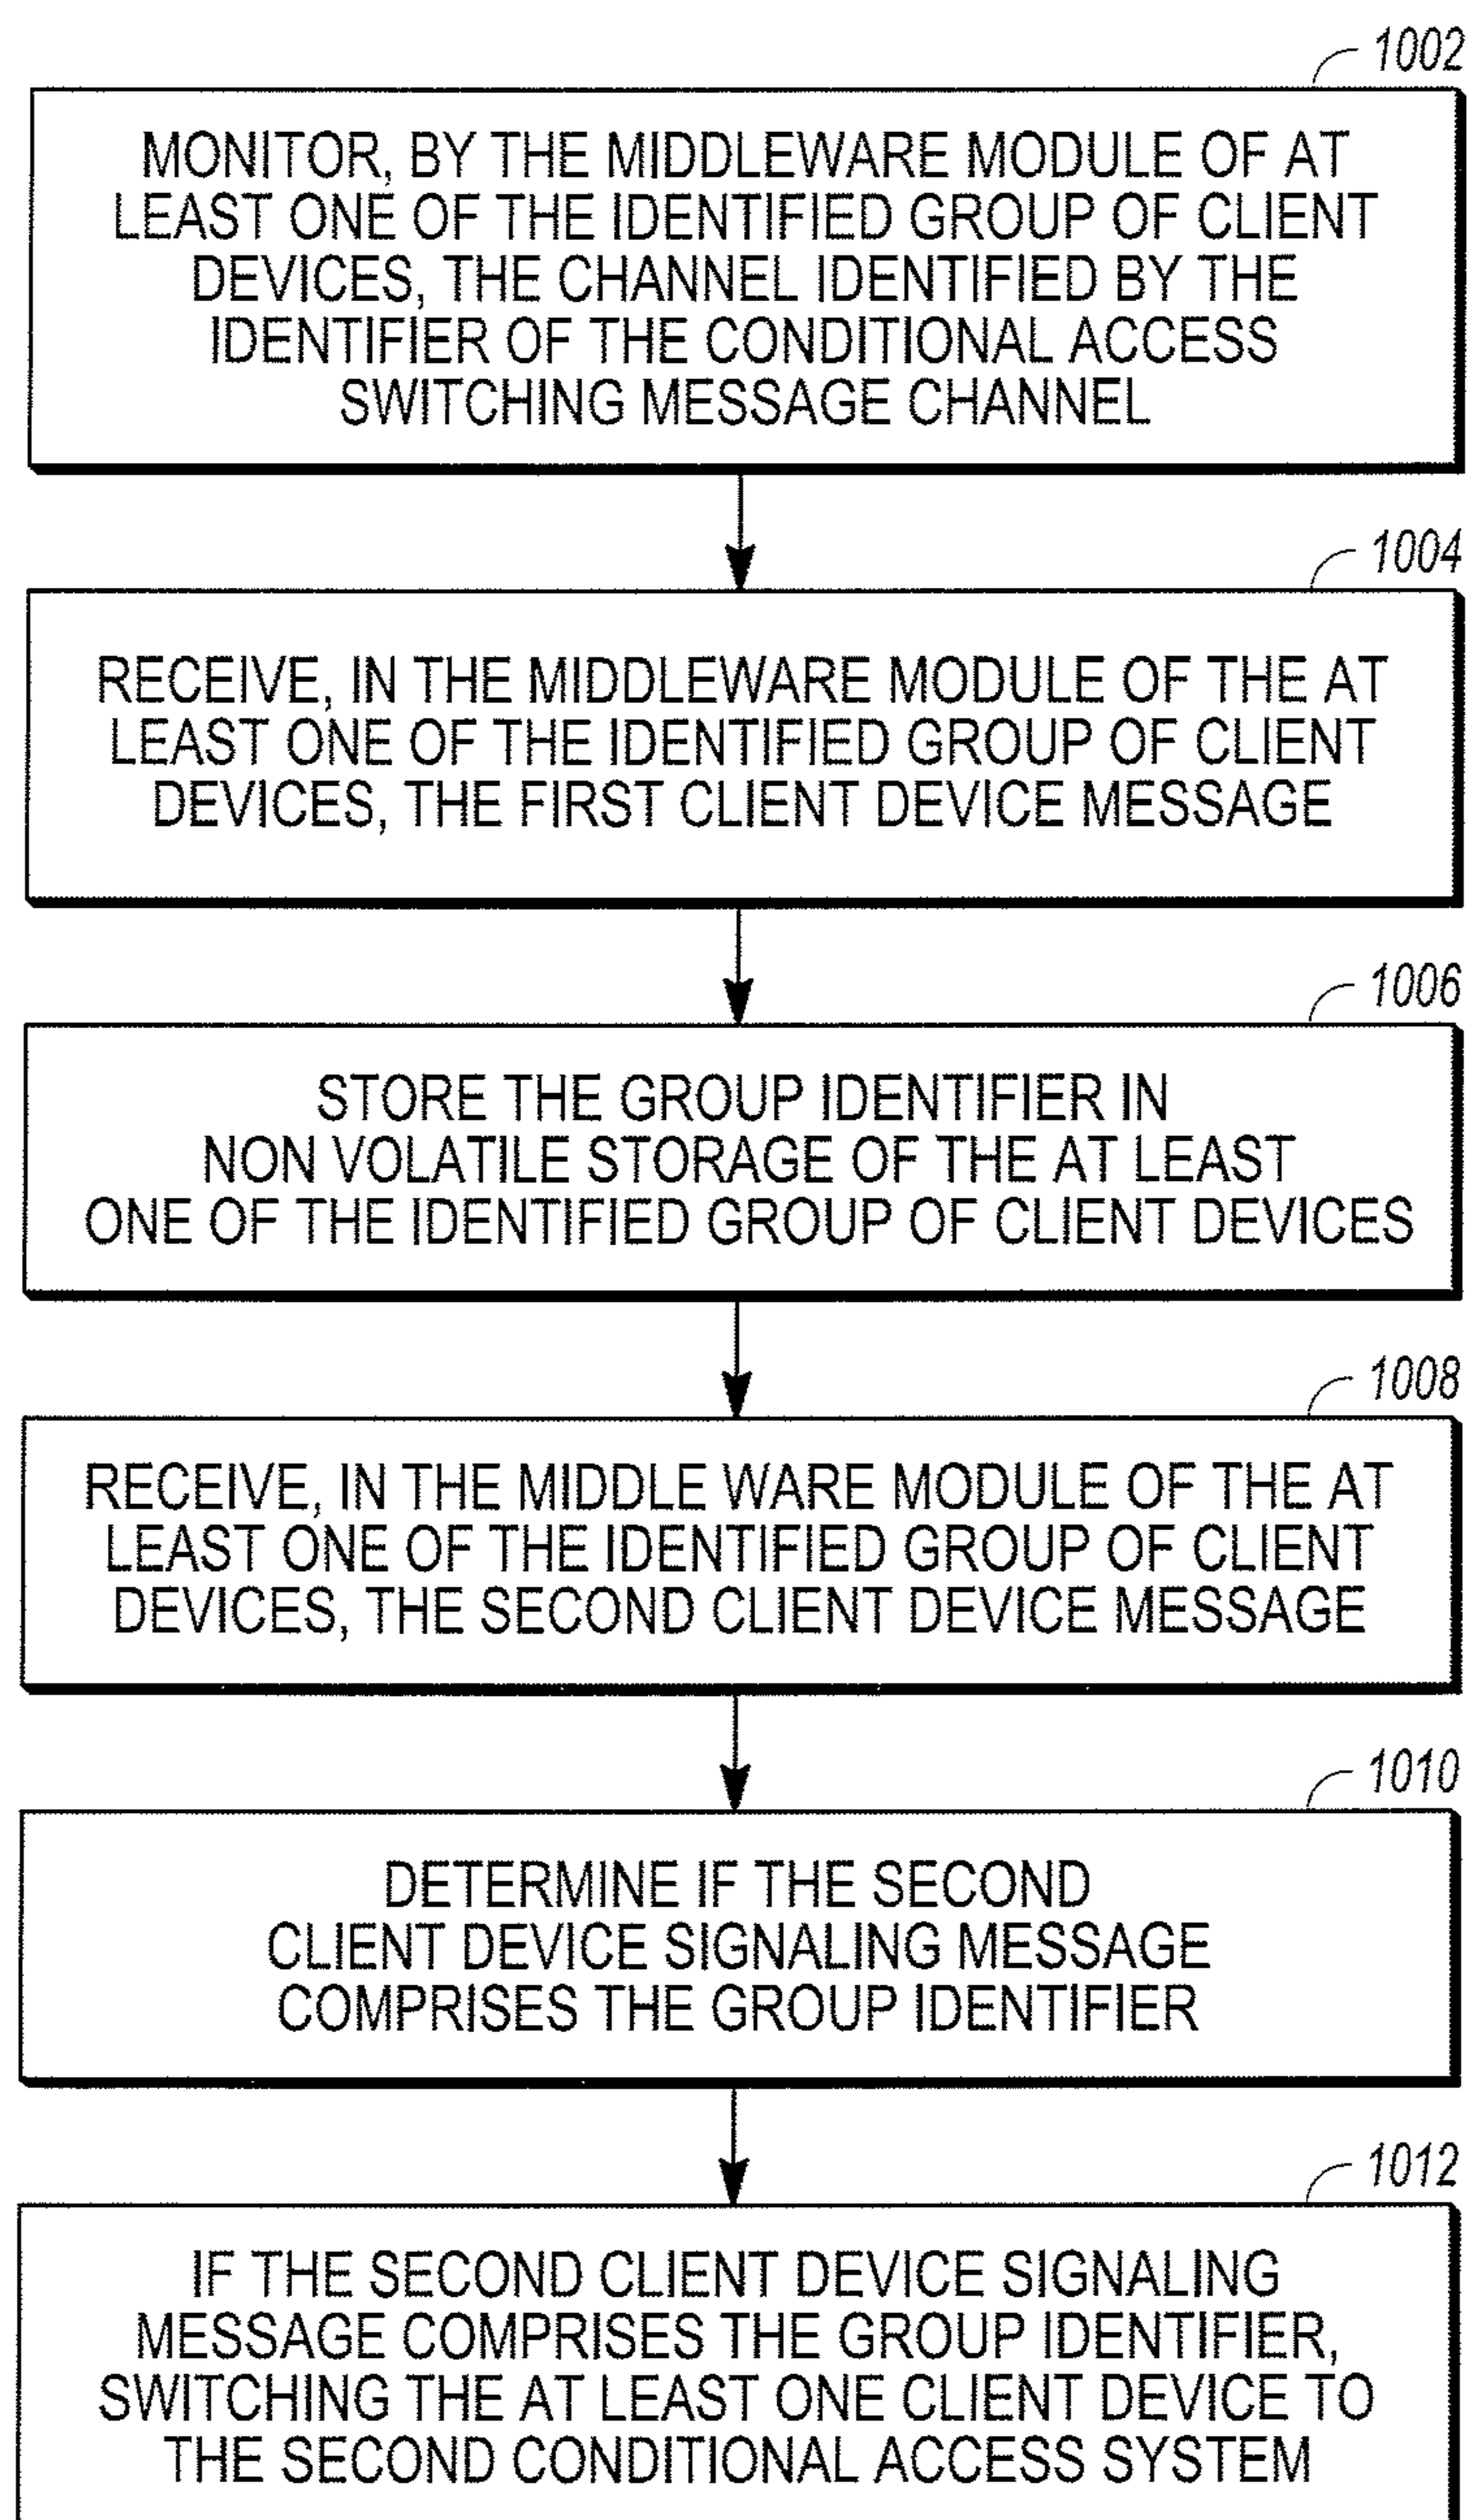 1002
MONITOR, BY THE MIDDLEWARE MODULE OF AT
LEAST ONE OF THE IDENTIFIED GROUP OF CLIENT
DEVICES, THE CHANNEL IDENTIFIED BY THE
IDENTIFIER OF THE CONDITIONAL ACCESS
SWITCHING MESSAGE CHANNEL
1004
RECEIVE, IN THE MIDDLEWARE MODULE OF THE AT
LEAST ONE OF THE IDENTIFIED GROUP OF CLIENT
DEVICES, THE FIRST CLIENT DEVICE MESSAGE
1006
STORE THE GROUP IDENTIFIER IN
NON VOLATILE STORAGE OF THE AT LEAST
ONE OF THE IDENTIFIED GROUP OF CLIENT DEVICES
1008
RECEIVE, IN THE MIDDLE WARE MODULE OF THE AT
LEAST ONE OF THE IDENTIFIED GROUP OF CLIENT
DEVICES, THE SECOND CLIENT DEVICE MESSAGE
1010
DETERMINE IF THE SECOND
CLIENT DEVICE SIGNALING MESSAGE
COMPRISES THE GROUP IDENTIFIER
1012
IF THE SECOND CLIENT DEVICE SIGNALING
MESSAGE COMPRISES THE GROUP IDENTIFIER,
SWITCHING THE AT LEAST ONE CLIENT DEVICE TO
THE SECOND CONDITIONAL ACCESS SYSTEM